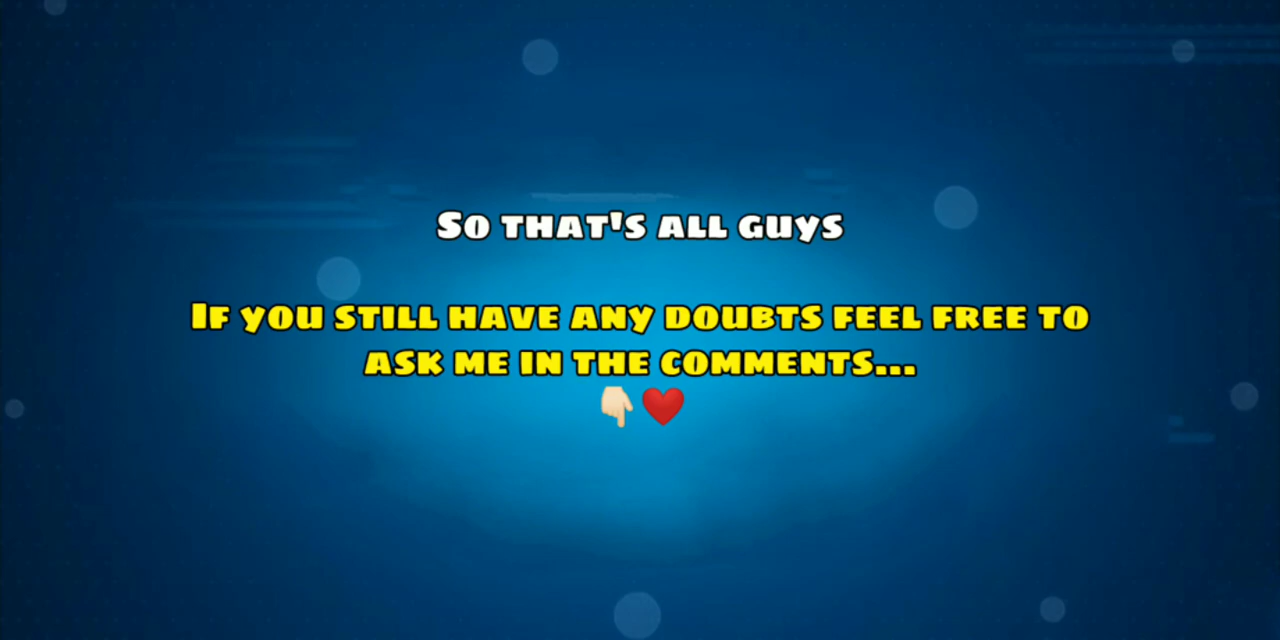 So that's all guys
If you still have any doubts feel free to
ask me in the comments...
👇🏻❤️